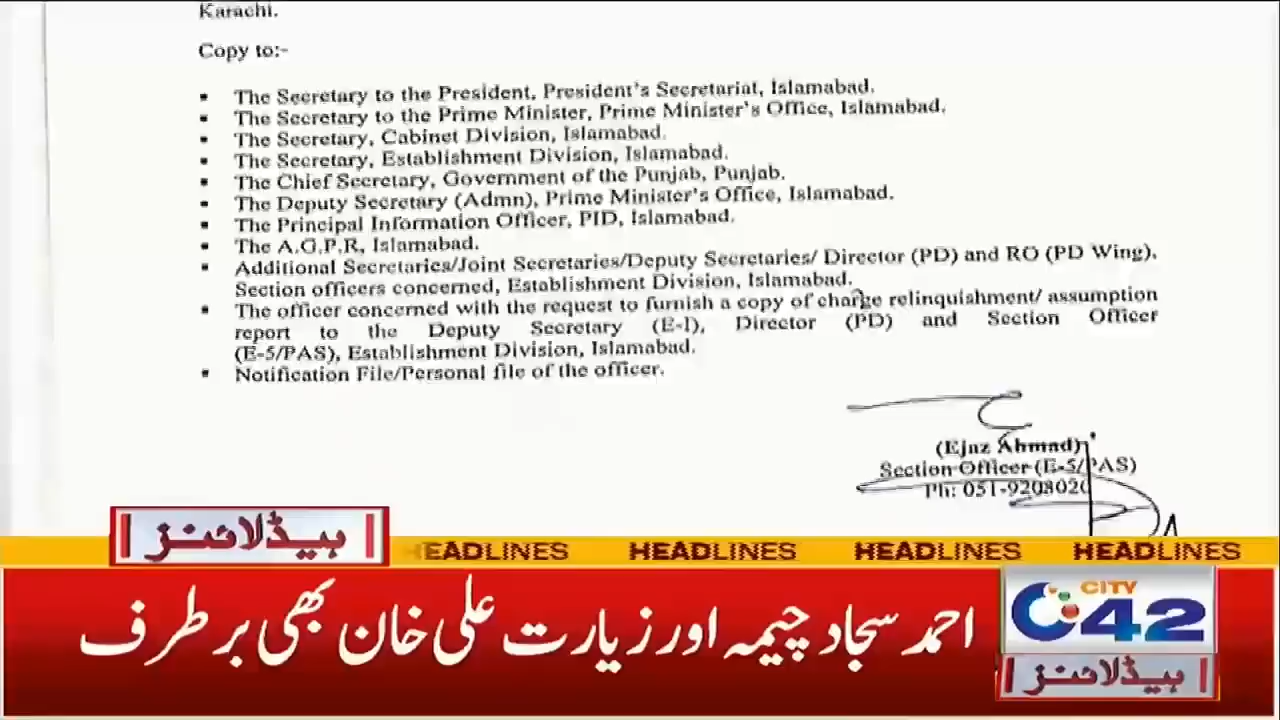 Karachi.
Copy to:-
▪ The Secretary to the President, President's Secretariat, Islamabad.
▪ The Secretary to the Prime Minister, Prime Minister's Office, Islamabad.
▪ The Secretary, Cabinet Division, Islamabad.
▪ The Secretary, Establishment Division, Islamabad.
▪ The Chief Secretary, Government of the Punjab, Punjab.
▪ The Deputy Secretary (Admn), Prime Minister's Office, Islamabad.
▪ The Principal Information Officer, PID, Islamabad.
▪ The A.G.P.R, Islamabad.
▪ Additional Secretaries/Joint Secretaries/Deputy Secretaries/ Director (PD) and RO (PD Wing),
Section officers concerned, Establishment Division, Islamabad.
▪ The officer concerned with the request to furnish a copy of charge relinquishment/ assumption
report to the Deputy Secretary (E-I), Director (PD) and Section Officer
(E-5/PAS), Establishment Division, Islamabad.
▪ Notification File/Personal file of the officer.
(Ejaz Ahmad)
Section Officer (E-5/PAS)
Ph: 051-9208020
ہیڈلائنز
EADLINES HEADLINES HEADLINES HEADLINES
احمد سجاد چیمہ اور زیارت علی خان بھی برطرف
CITY
42
ہیڈلائنز